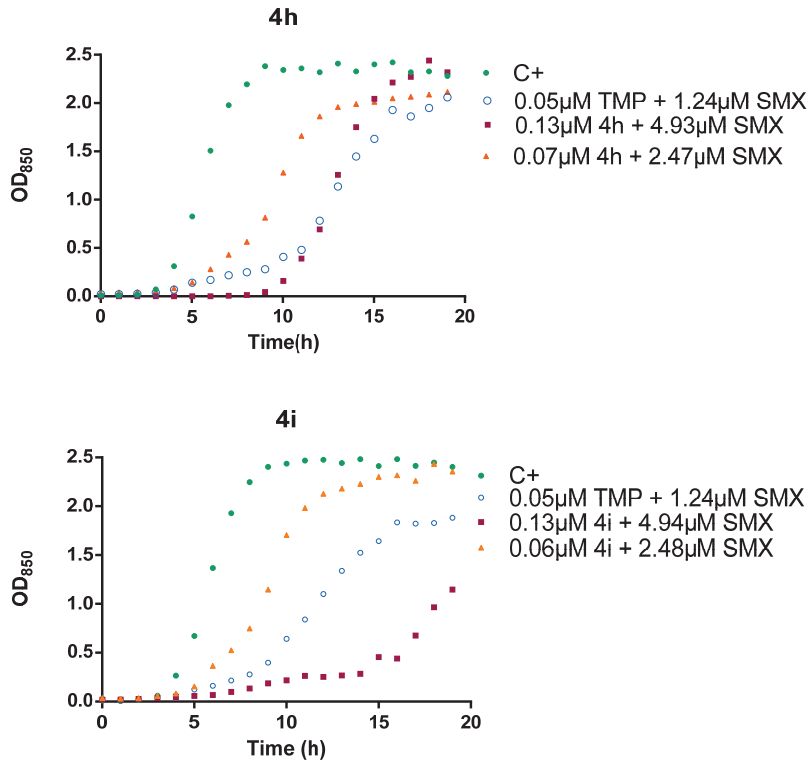 4h
2.5
2.0
1.5
1.0
0.5
0.0
0
5
10
15
20
OD850
Time(h)
C+
0.05µM TMP + 1.24µM SMX
0.13µM 4h + 4.93µM SMX
0.07µM 4h + 2.47µM SMX
4i
2.5
2.0
1.5
1.0
0.5
0.0
0
5
10
15
20
OD850
Time (h)
C+
0.05µM TMP + 1.24µM SMX
0.13µM 4i + 4.94µM SMX
0.06µM 4i + 2.48µM SMX